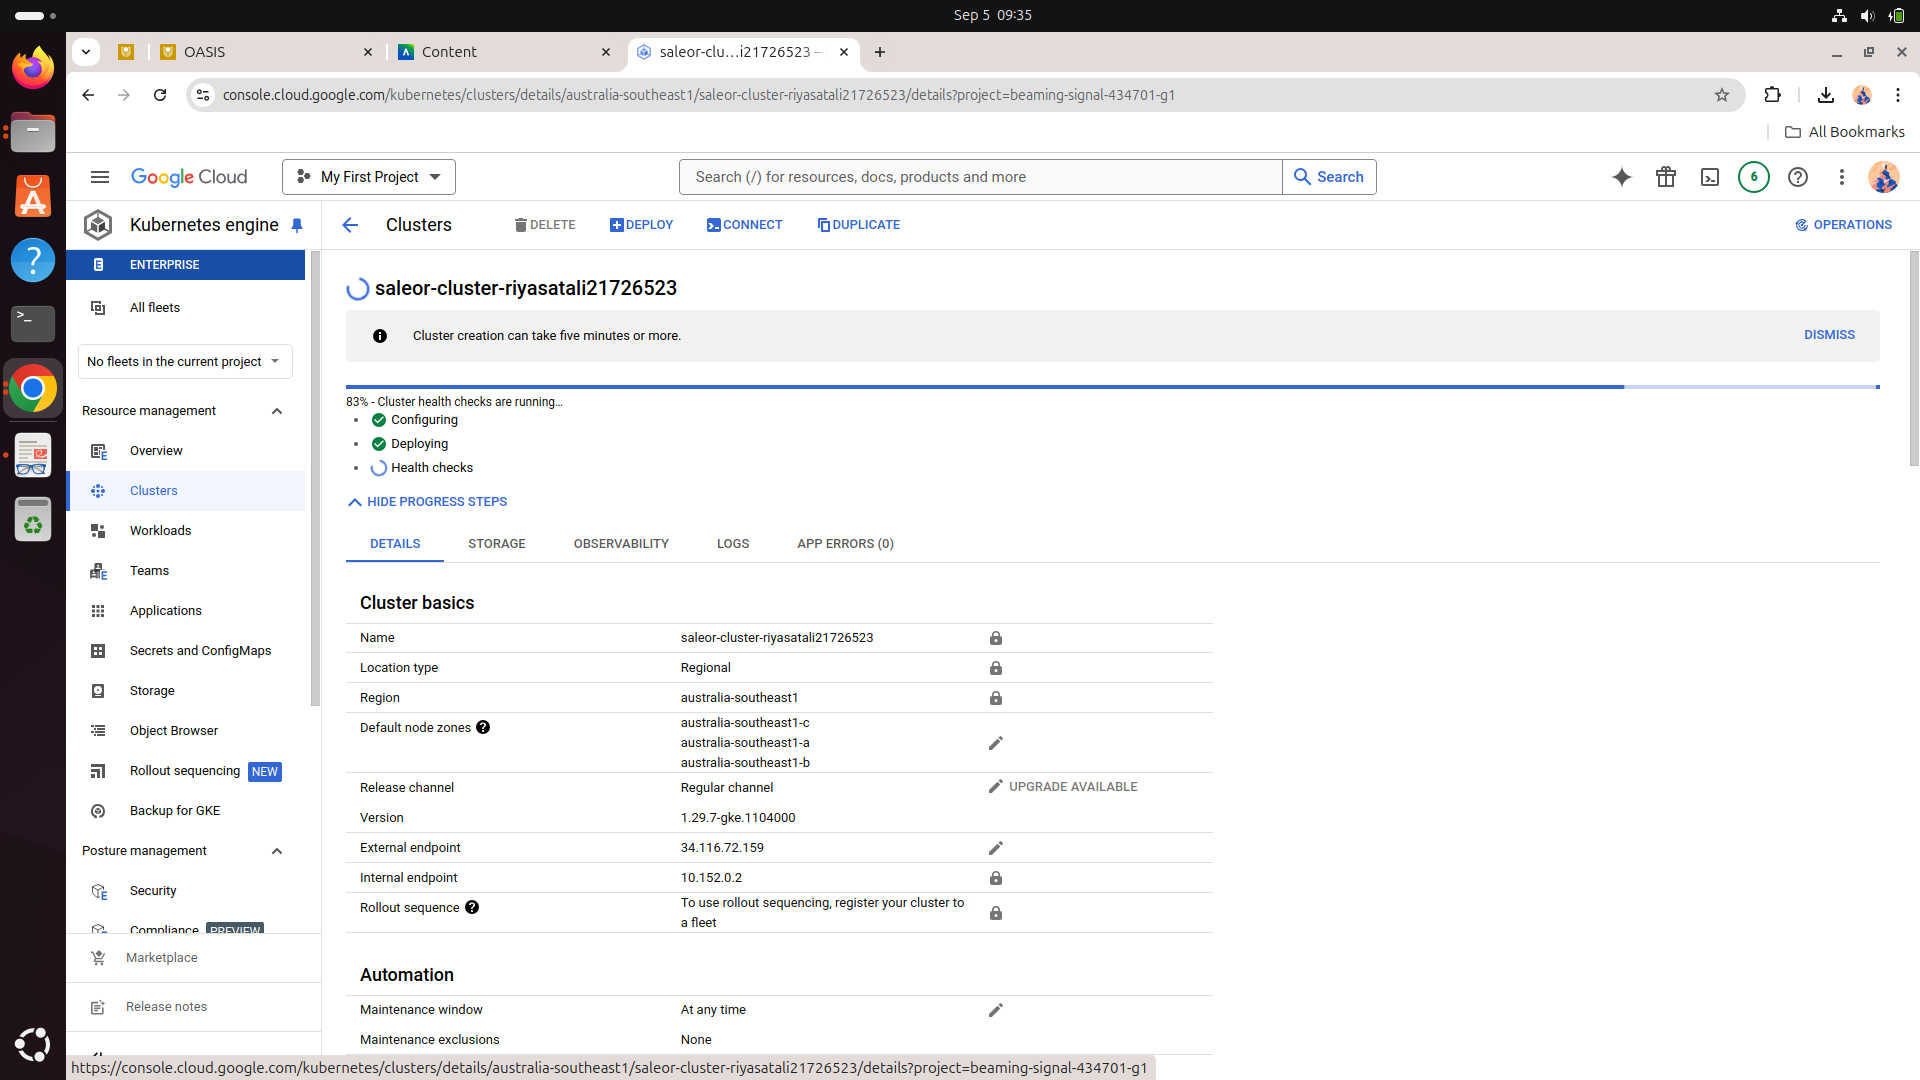 Sep 5 09:35
OASIS
Content
saleor-clu...i21726523 –
console.cloud.google.com/kubernetes/clusters/details/australia-southeast1/saleor-cluster-riyasatali21726523/details?project=beaming-signal-434701-g1
All Bookmarks
Google Cloud
My First Project
Search (/) for resources, docs, products and more
Search
6
Kubernetes engine
Clusters
DELETE
DEPLOY
CONNECT
DUPLICATE
OPERATIONS
ENTERPRISE
All fleets
No fleets in the current project
Resource management
Overview
Clusters
Workloads
Teams
Applications
Secrets and ConfigMaps
Storage
Object Browser
Rollout sequencing NEW
Backup for GKE
Posture management
Security
Compliance PREVIEW
Marketplace
Release notes
saleor-cluster-riyasatali21726523
Cluster creation can take five minutes or more.
DISMISS
83% - Cluster health checks are running...
Configuring
Deploying
Health checks
HIDE PROGRESS STEPS
DETAILS
STORAGE
OBSERVABILITY
LOGS
APP ERRORS (0)
Cluster basics
Name saleor-cluster-riyasatali21726523
Location type Regional
Region australia-southeast1
Default node zones australia-southeast1-c
australia-southeast1-a
australia-southeast1-b
Release channel Regular channel UPGRADE AVAILABLE
Version 1.29.7-gke.1104000
External endpoint 34.116.72.159
Internal endpoint 10.152.0.2
Rollout sequence To use rollout sequencing, register your cluster to
a fleet
Automation
Maintenance window At any time
Maintenance exclusions None
https://console.cloud.google.com/kubernetes/clusters/details/australia-southeast1/saleor-cluster-riyasatali21726523/details?project=beaming-signal-434701-g1